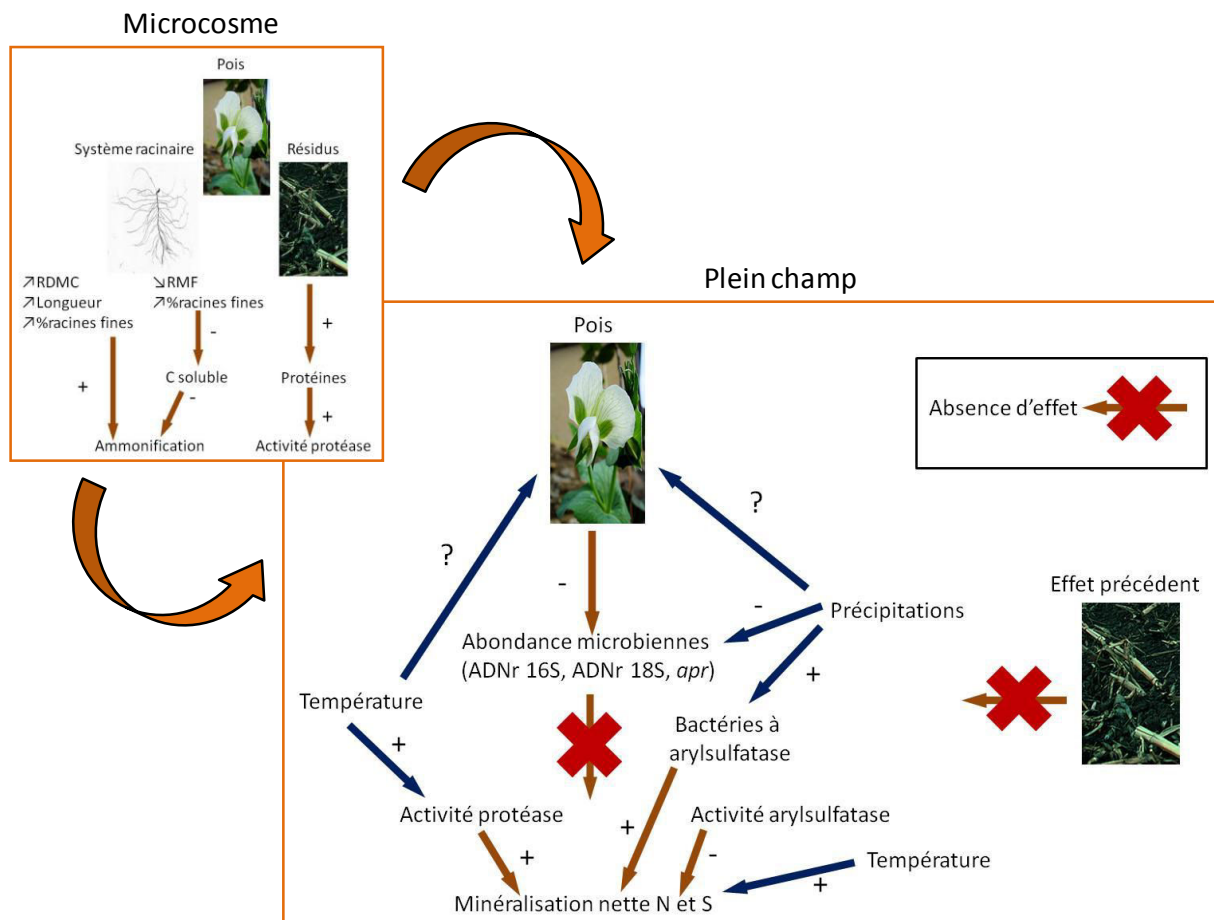 Microcosme
Pois
Système racinaire
Résidus
↗RDMC
↗Longueur
↗%racines fines
↘RMF
↗%racines fines
-
+
+
C soluble
Protéines
-
+
Ammonification
Activité protéase
Plein champ
Pois
Absence d'effet
?
?
-
-
Précipitations
Effet précédent
Abondance microbiennes
(ADNr 16S, ADNr 18S, apr)
+
Température
+
Bactéries à
arylsulfatase
Activité protéase
+
Activité arylsulfatase
+
-
Température
+
Minéralisation nette N et S